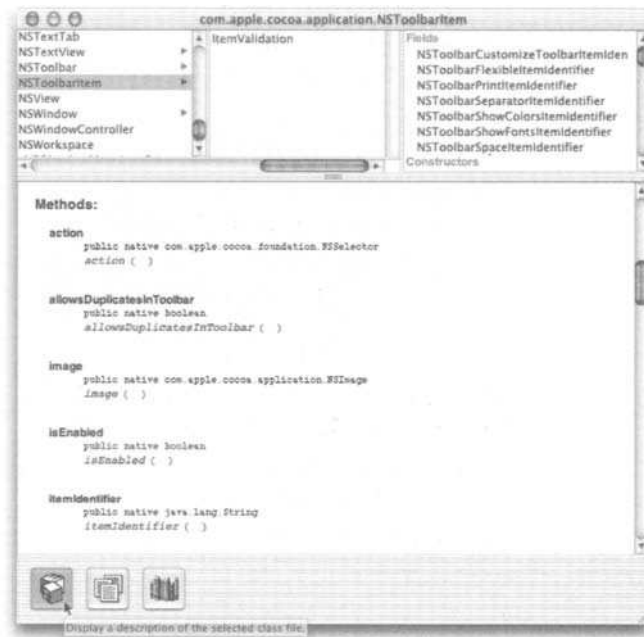 com.apple.cocoa.application.NSToolbarItem
NSTextTab
NSTextView
NSToolbar
NSToolbarItem
NSView
NSWindow
NSWindowController
NSWorkspace
ItemValidation
Fields
NSToolbarCustomizeToolbarItemIden
NSToolbarFlexibleItemIdentifier
NSToolbarPrintItemIdentifier
NSToolbarSeparatorItemIdentifier
NSToolbarShowColorsItemIdentifier
NSToolbarShowFontsItemIdentifier
NSToolbarSpaceItemIdentifier
Constructors
Methods:
action
public native com.apple.cocoa.foundation.NSSelector
action ( )
allowsDuplicatesInToolbar
public native boolean
allowsDuplicatesInToolbar ( )
image
public native com.apple.cocoa.application.NSImage
image ( )
isEnabled
public native boolean
isEnabled ( )
itemIdentifier
public native java.lang.String
itemIdentifier ( )
Display a description of the selected class file.